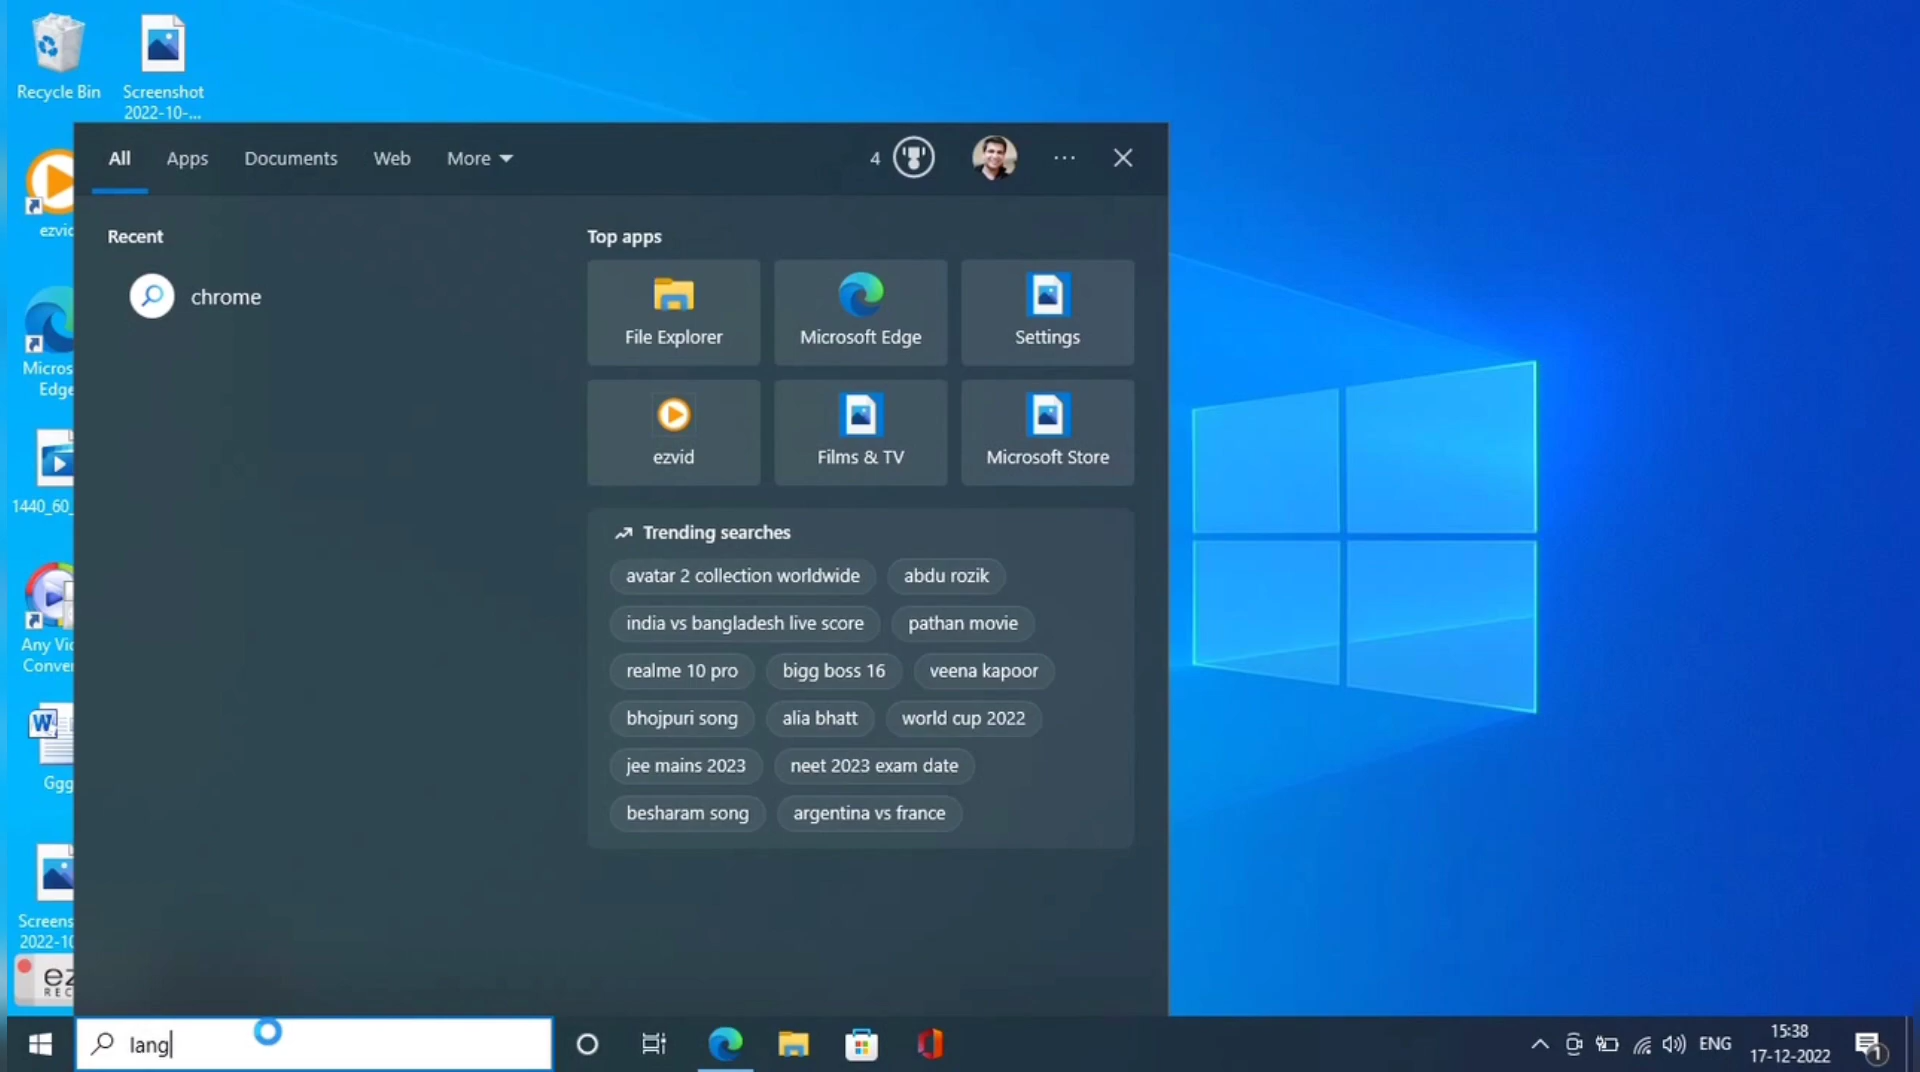 Recycle Bin
Screenshot
2022-10-...
All Apps Documents Web More
4
ezvid
Recent
Top apps
chrome
File Explorer
Microsoft Edge
Settings
Micros
Edge
ezvid
Films & TV
Microsoft Store
1440_60_
Trending searches
avatar 2 collection worldwide
abdu rozik
india vs bangladesh live score
pathan movie
Any Vic
Conver
realme 10 pro
bigg boss 16
veena kapoor
bhojpuri song
alia bhatt
world cup 2022
W
Ggg
jee mains 2023
neet 2023 exam date
besharam song
argentina vs france
Screens
2022-10
ez
REC
lang
ENG
15:38
17-12-2022
1